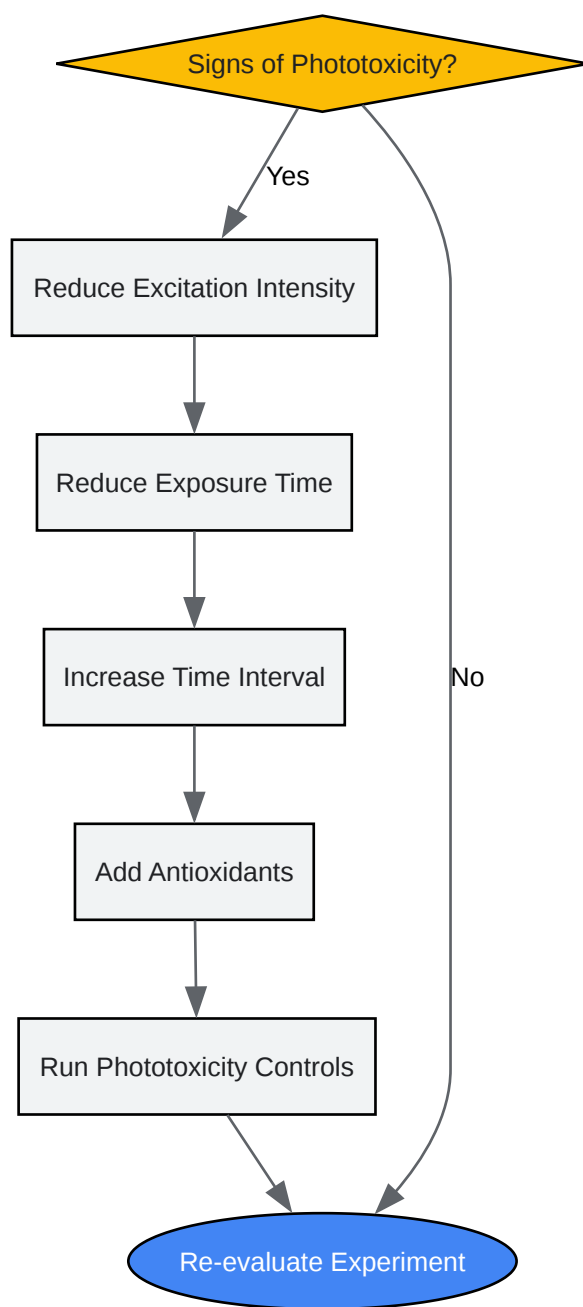 Signs of Phototoxicity?
Yes
Reduce Excitation Intensity
Reduce Exposure Time
Increase Time Interval
No
Add Antioxidants
Run Phototoxicity Controls
Re-evaluate Experiment